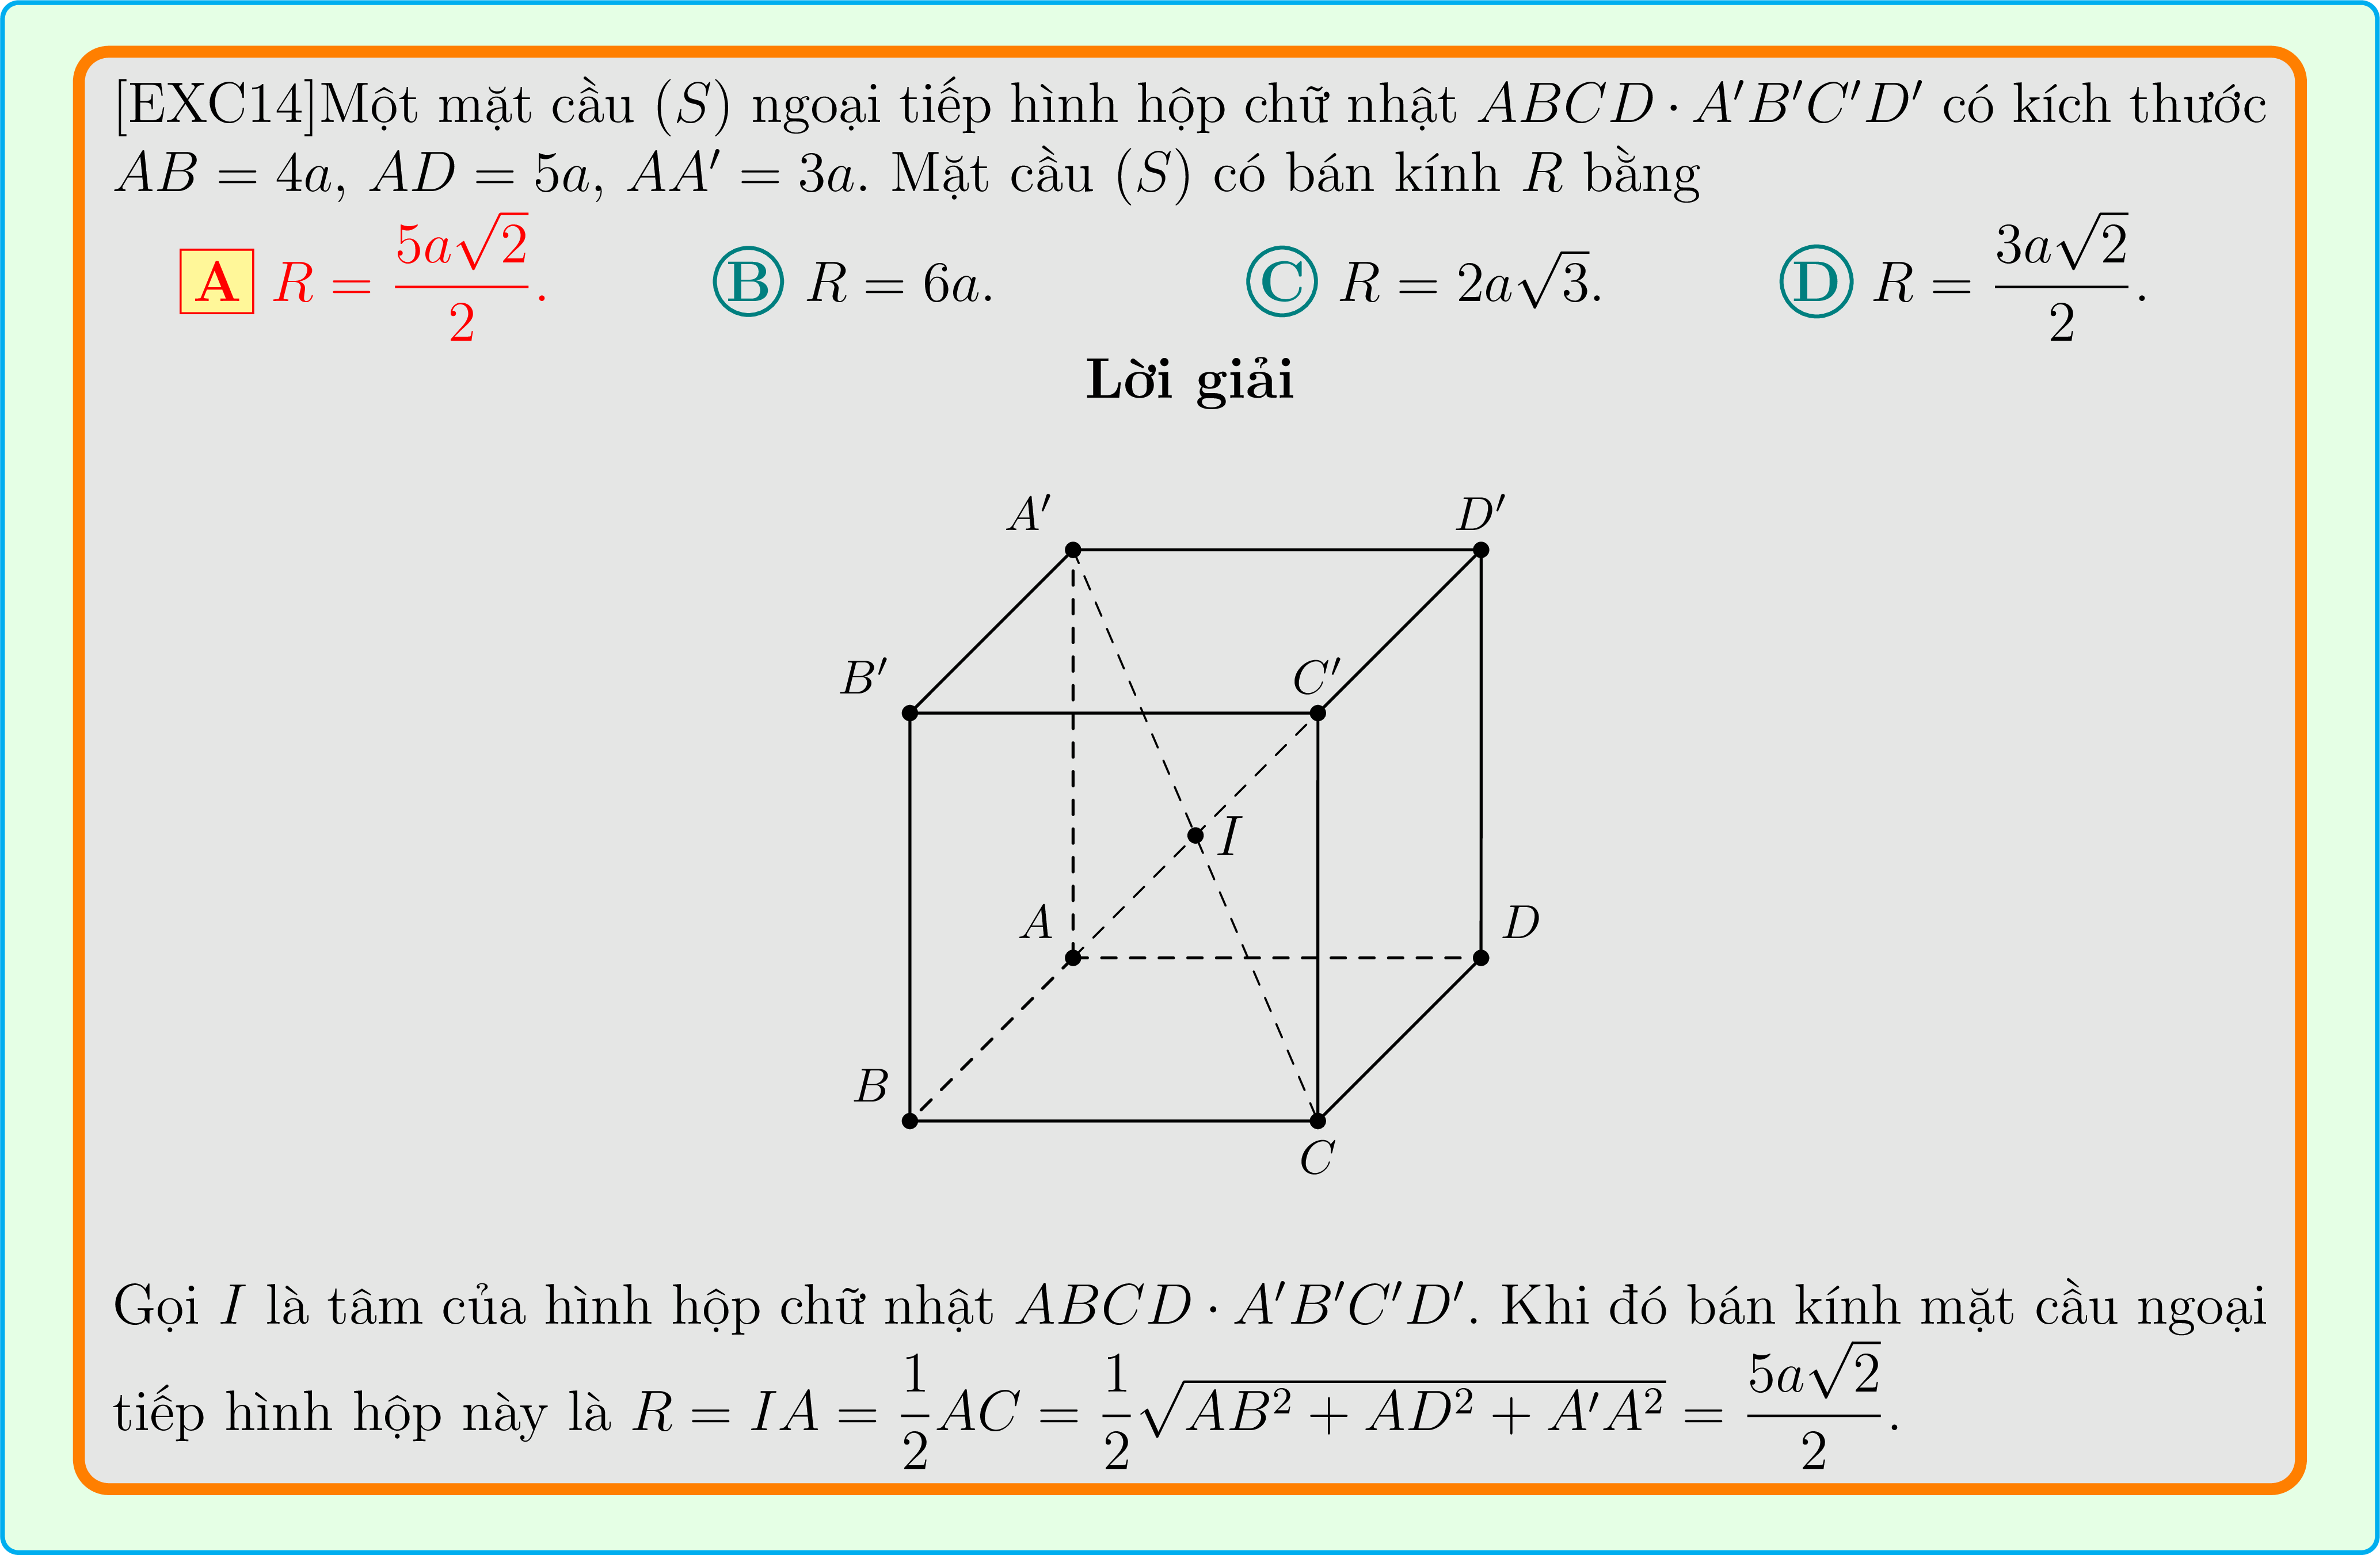 [EXC14]Một mặt cầu (S) ngoại tiếp hình hộp chữ nhật ABCD · A′B′C′D′ có kích thước
AB = 4a, AD = 5a, AA′ = 3a. Mặt cầu (S) có bán kính R bằng
A R = \frac{5a\sqrt{2}}{2}. B R = 6a. C R = 2a\sqrt{3}. D R = \frac{3a\sqrt{2}}{2}.
Lời giải
A′ D′
B′ C′
I
A D
B
C
Gọi I là tâm của hình hộp chữ nhật ABCD · A′B′C′D′. Khi đó bán kính mặt cầu ngoại
tiếp hình hộp này là R = IA = \frac{1}{2}AC = \frac{1}{2}\sqrt{AB^2 + AD^2 + A′A^2} = \frac{5a\sqrt{2}}{2}.